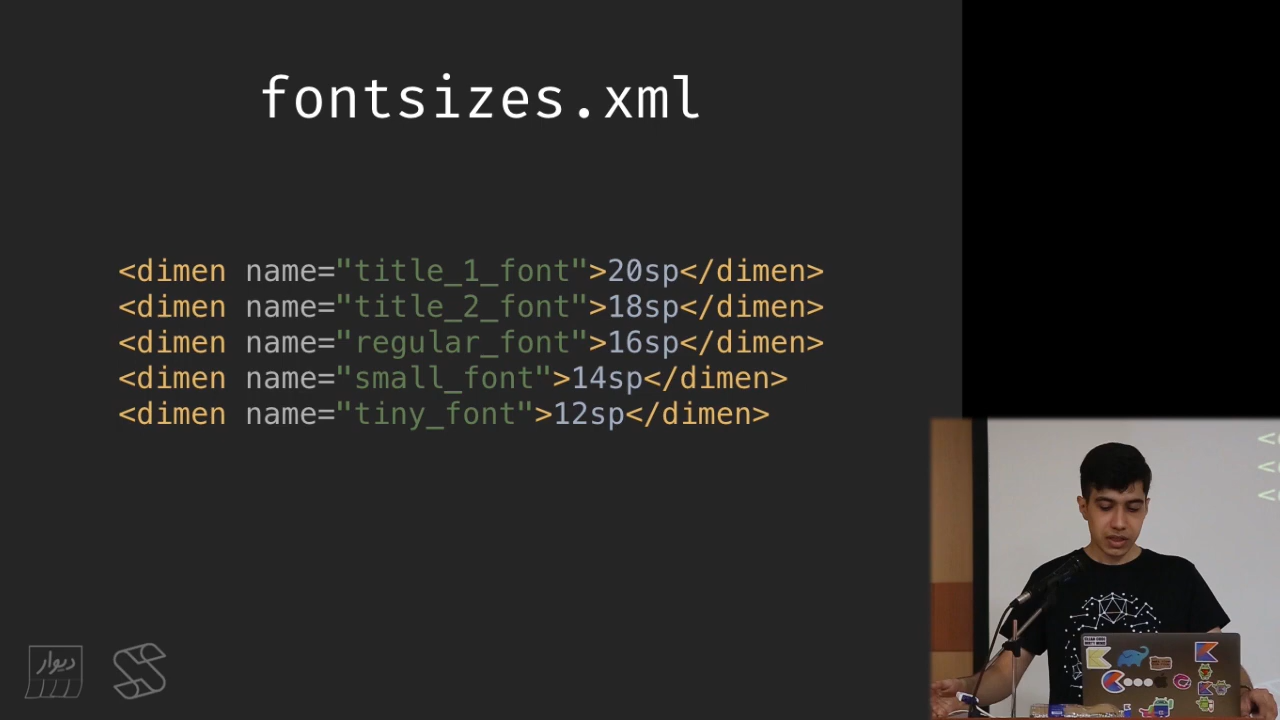 fontsizes.xml
<dimen name="title_1_font">20sp</dimen>
<dimen name="title_2_font">18sp</dimen>
<dimen name="regular_font">16sp</dimen>
<dimen name="small_font">14sp</dimen>
<dimen name="tiny_font">12sp</dimen>
دیوار
<
<
<